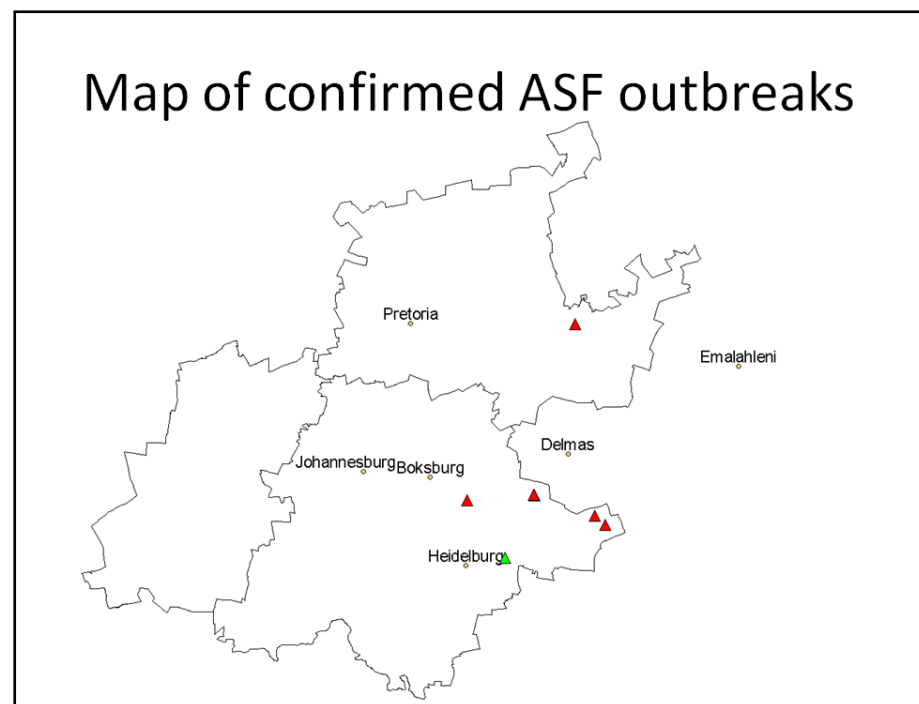 Map of confirmed ASF outbreaks
Pretoria
Emalahleni
Delmas
Johannesburg
Boksburg
Heidelburg